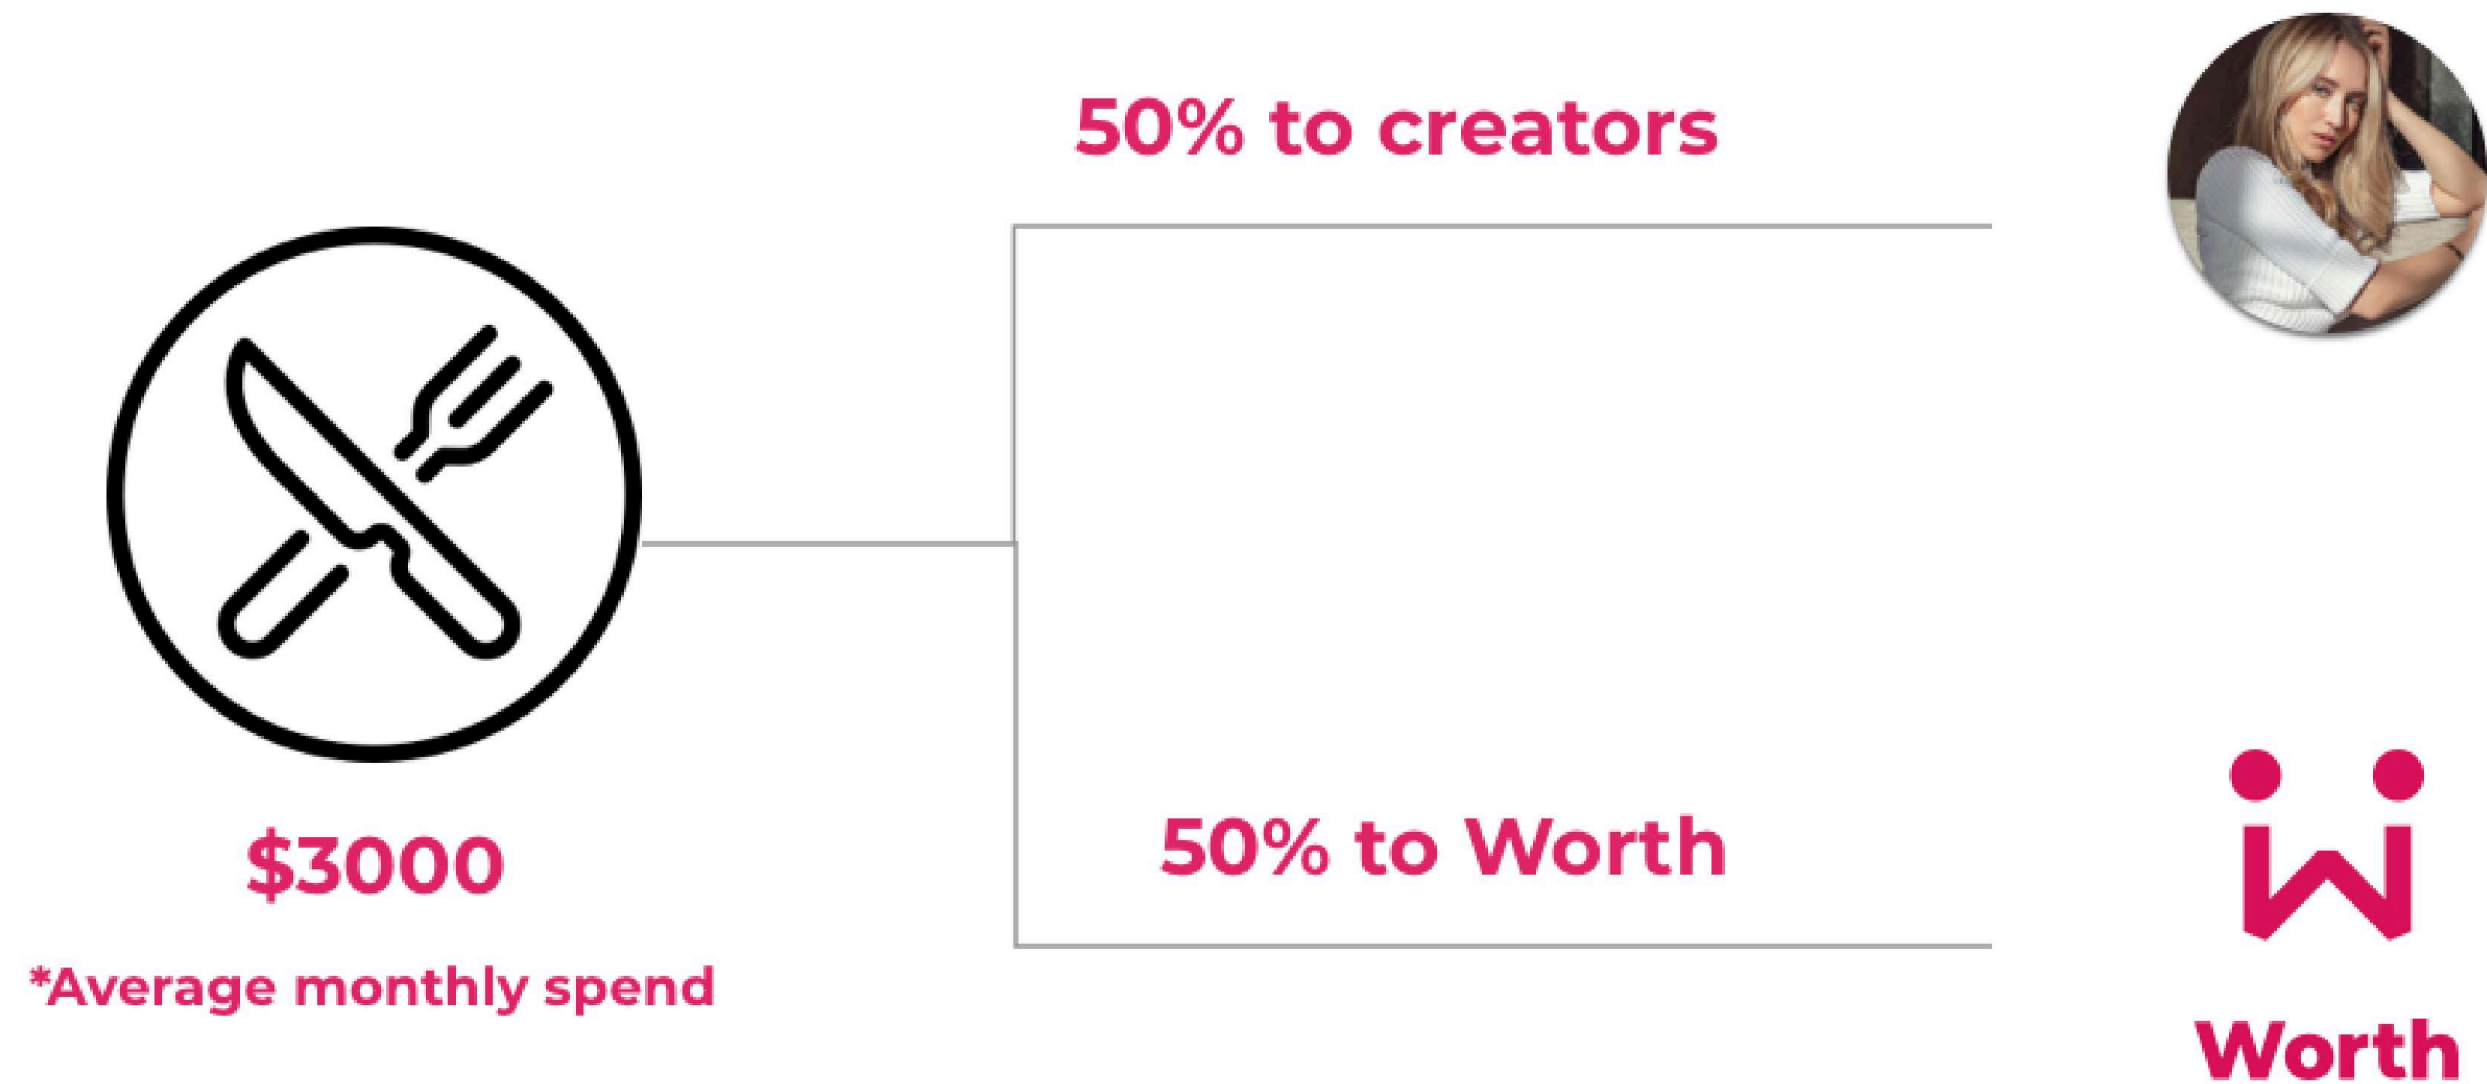 50% to creators
$3000
*Average monthly spend
50% to Worth
Worth